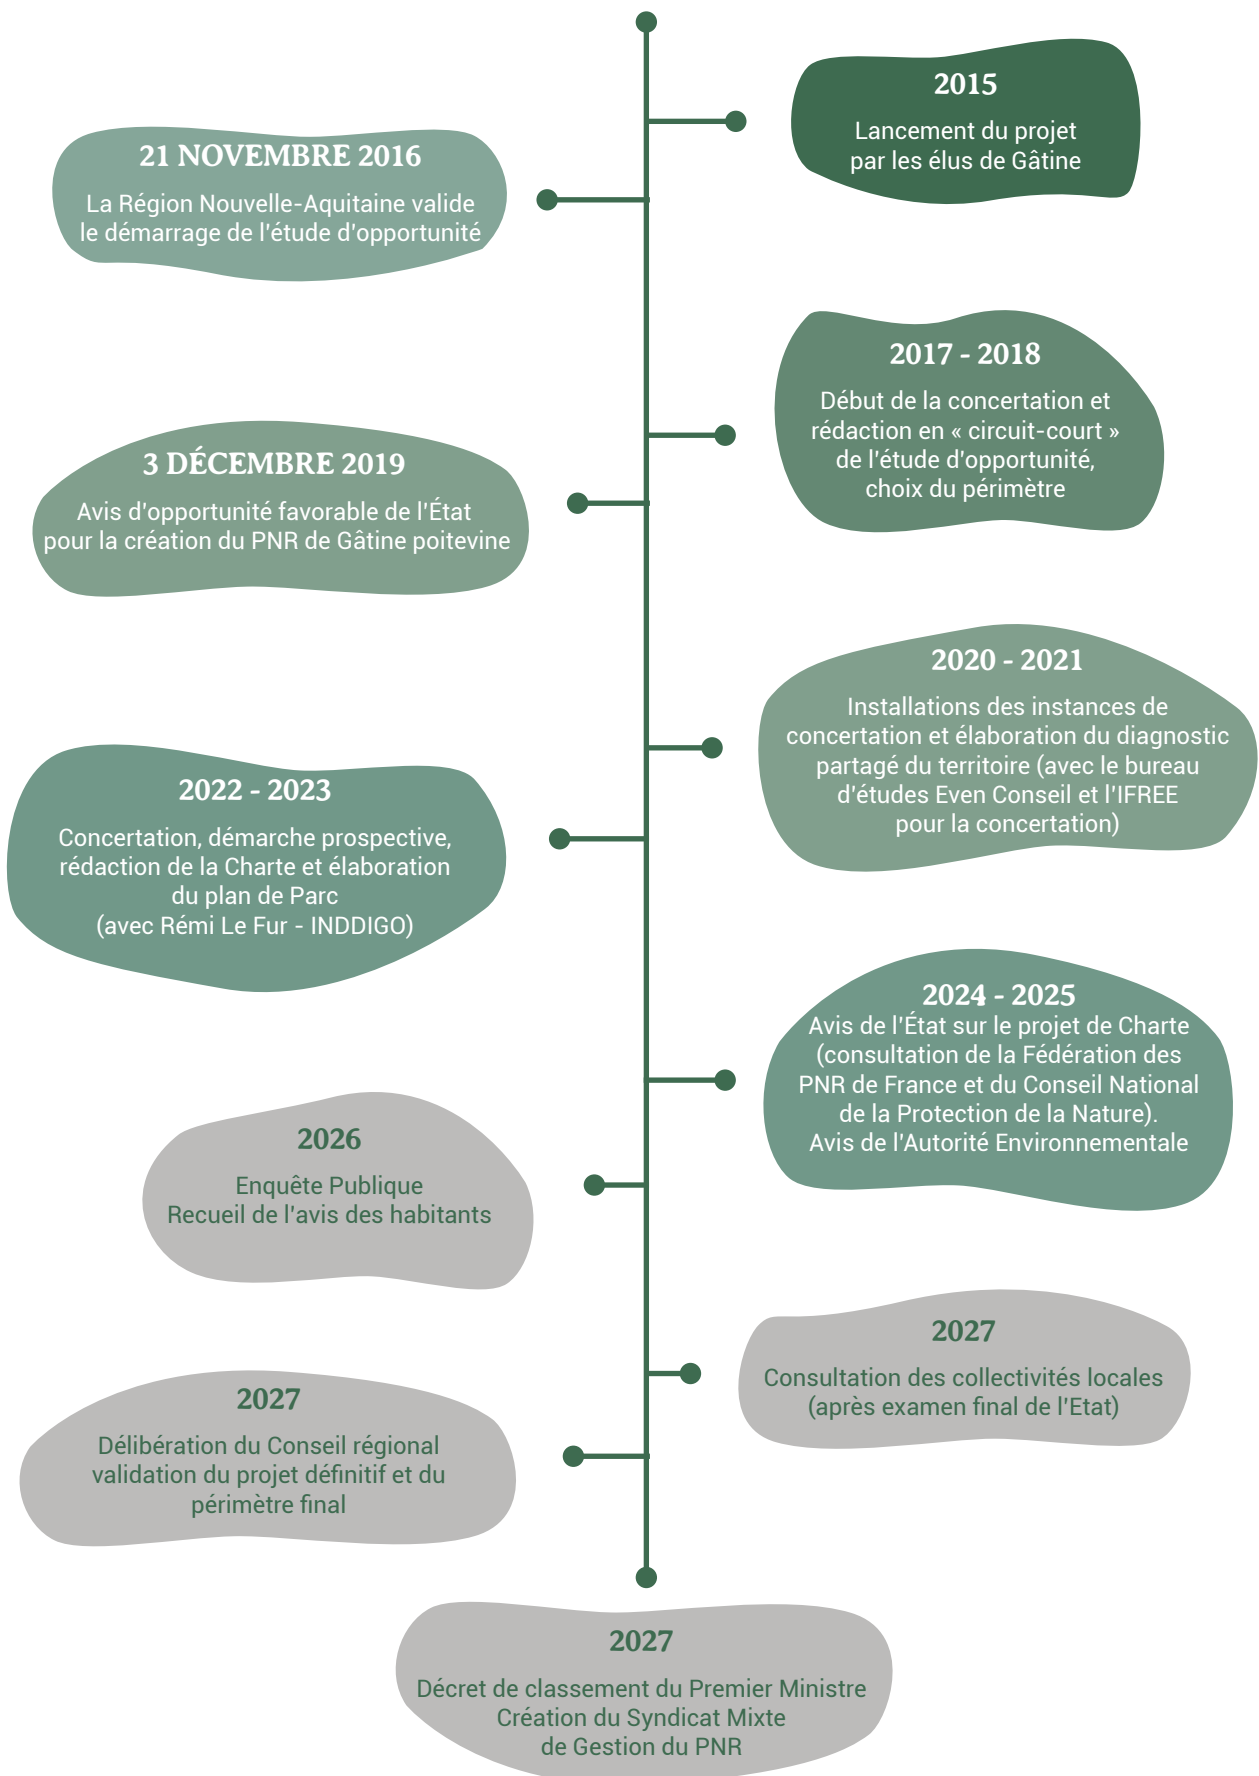 2015
Lancement du projet
par les élus de Gâtine
21 NOVEMBRE 2016
La Région Nouvelle-Aquitaine valide
le démarrage de l'étude d'opportunité
2017 - 2018
Début de la concertation et
rédaction en « circuit-court »
de l'étude d'opportunité,
choix du périmètre
3 DÉCEMBRE 2019
Avis d'opportunité favorable de l'État
pour la création du PNR de Gâtine poitevine
2020 - 2021
Installations des instances de
concertation et élaboration du diagnostic
partagé du territoire (avec le bureau
d'études Even Conseil et l'IFREE
pour la concertation)
2022 - 2023
Concertation, démarche prospective,
rédaction de la Charte et élaboration
du plan de Parc
(avec Rémi Le Fur - INDDIGO)
2024 - 2025
Avis de l'État sur le projet de Charte
(consultation de la Fédération des
PNR de France et du Conseil National
de la Protection de la Nature).
Avis de l'Autorité Environnementale
2026
Enquête Publique
Recueil de l'avis des habitants
2027
Consultation des collectivités locales
(après examen final de l'Etat)
2027
Délibération du Conseil régional
validation du projet définitif et du
périmètre final
2027
Décret de classement du Premier Ministre
Création du Syndicat Mixte
de Gestion du PNR